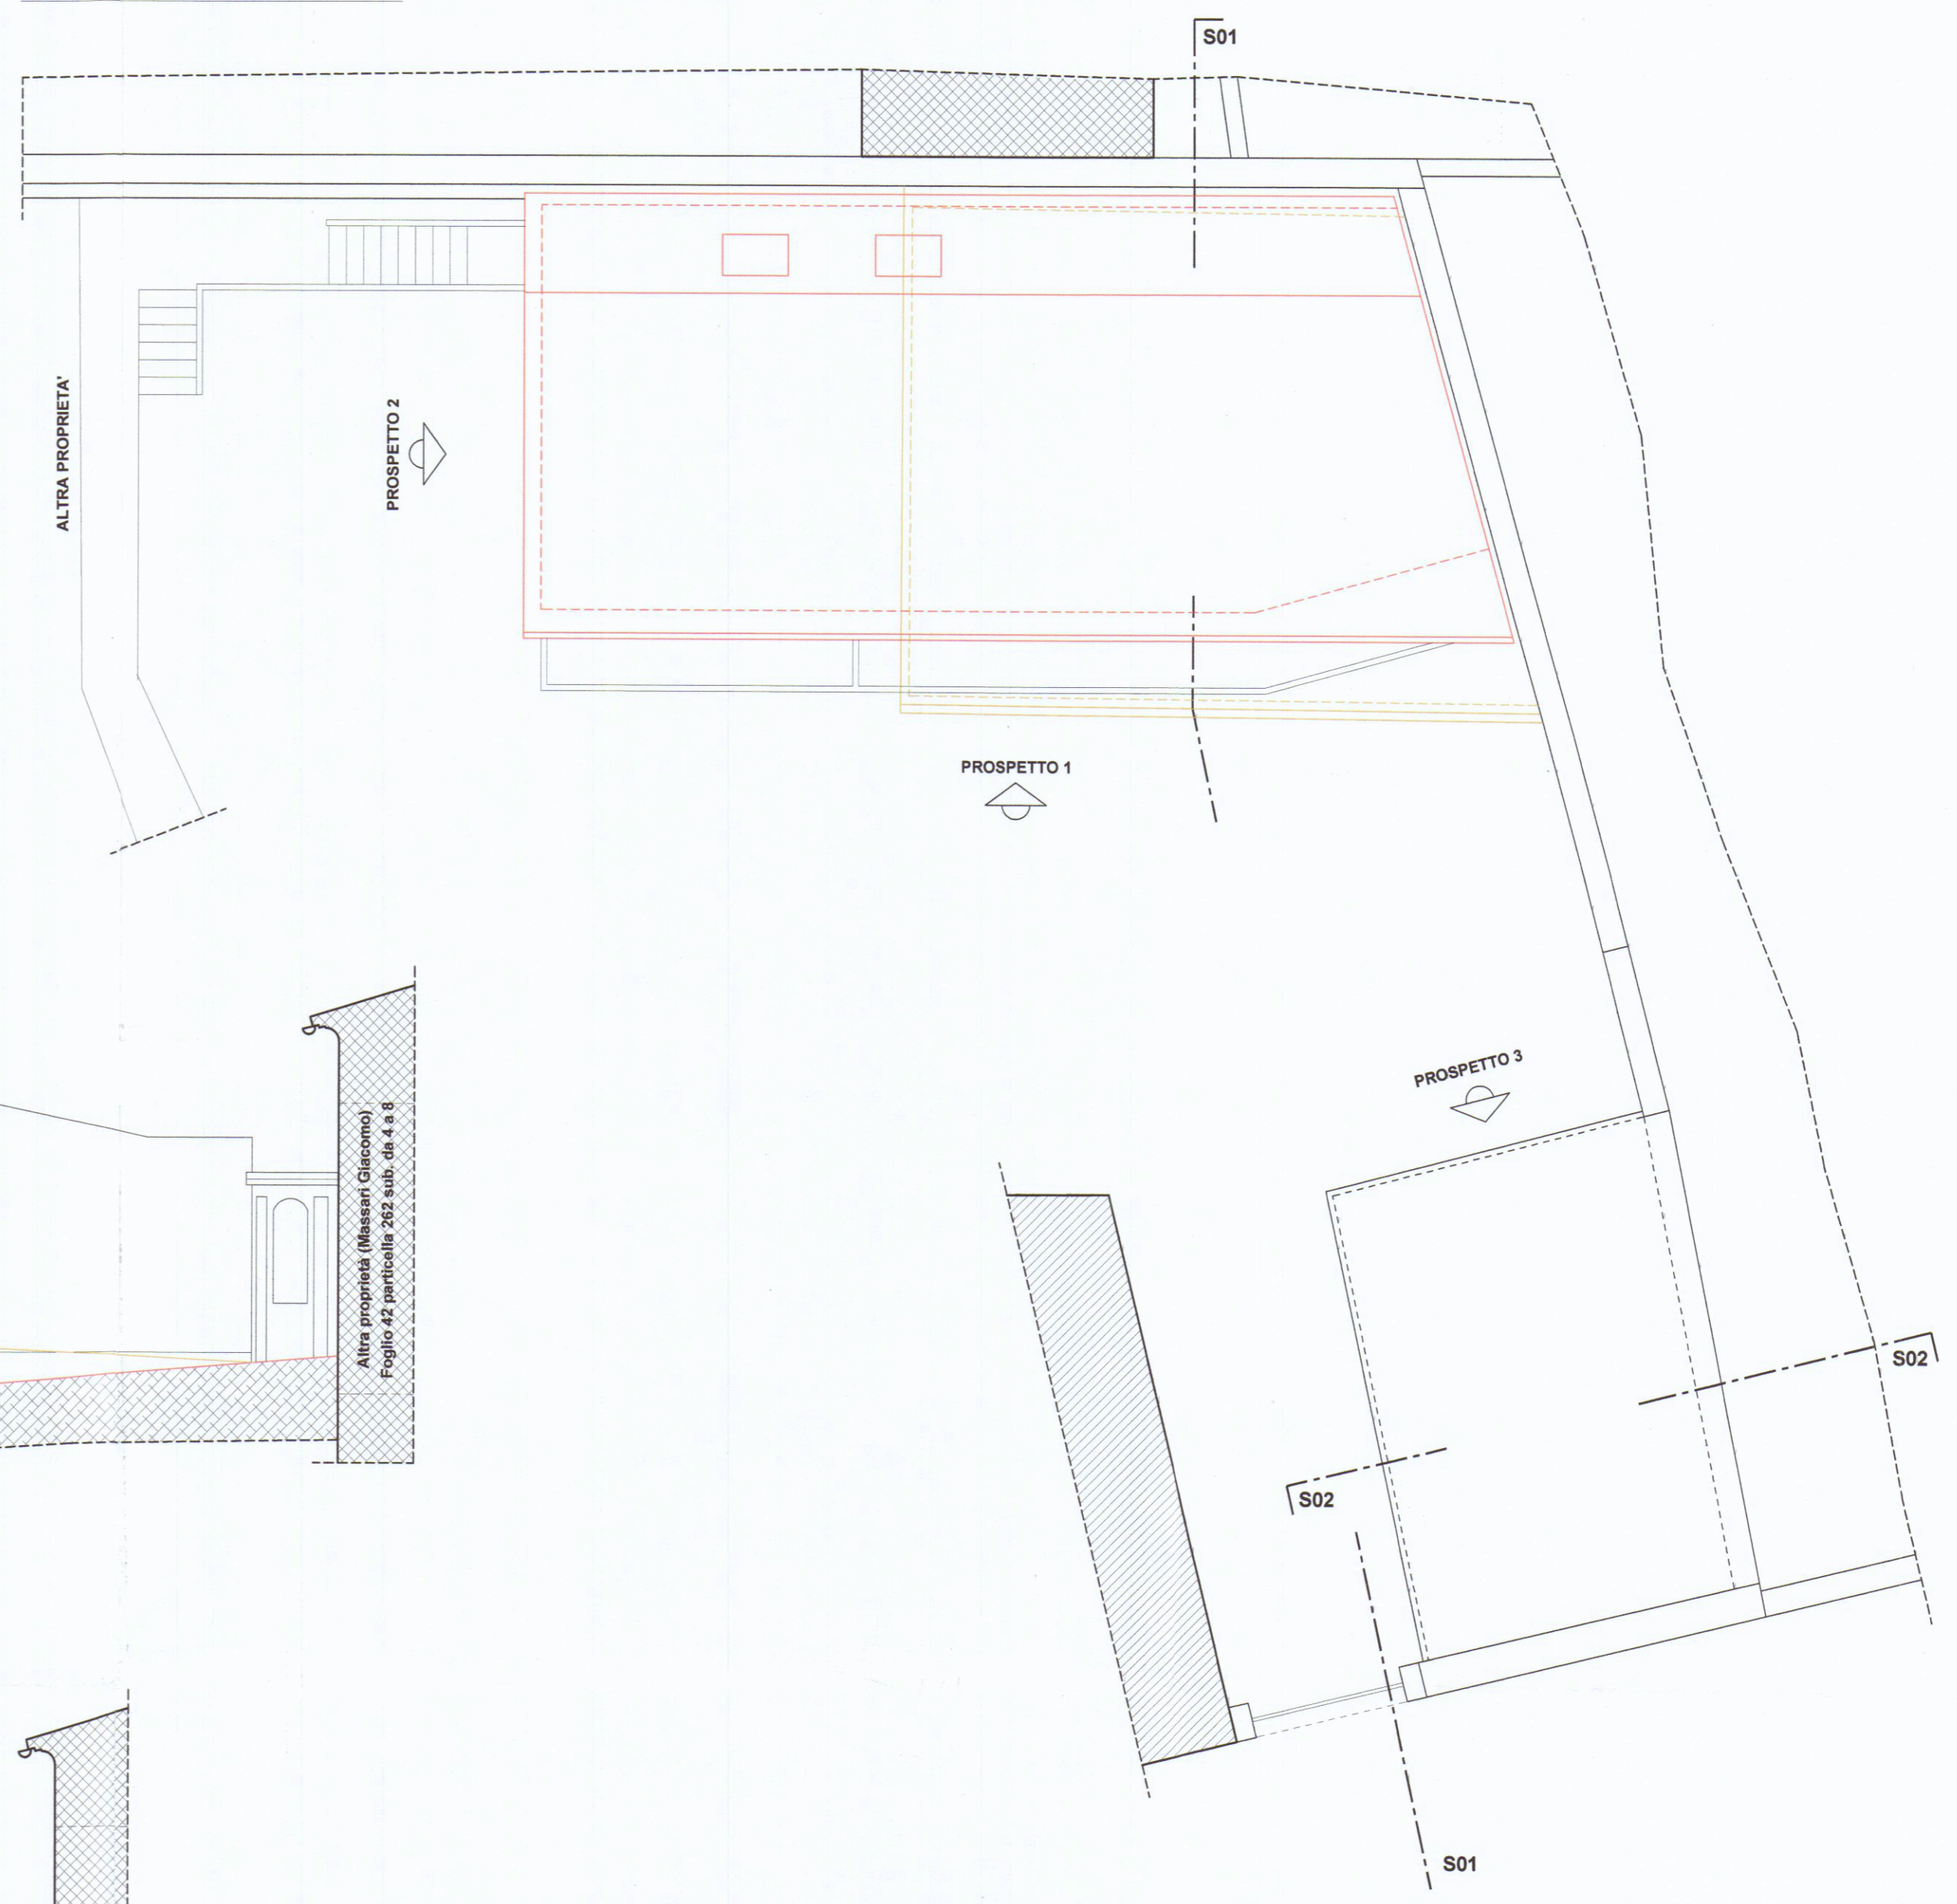 S01
ALTRA PROPRIETA'
PROSPETTO 2
PROSPETTO 1
PROSPETTO 3
Altra proprietà (Massari Giacomo)
Foglio 42 particella 262 sub. da 4 a 8
S02
S02
S01